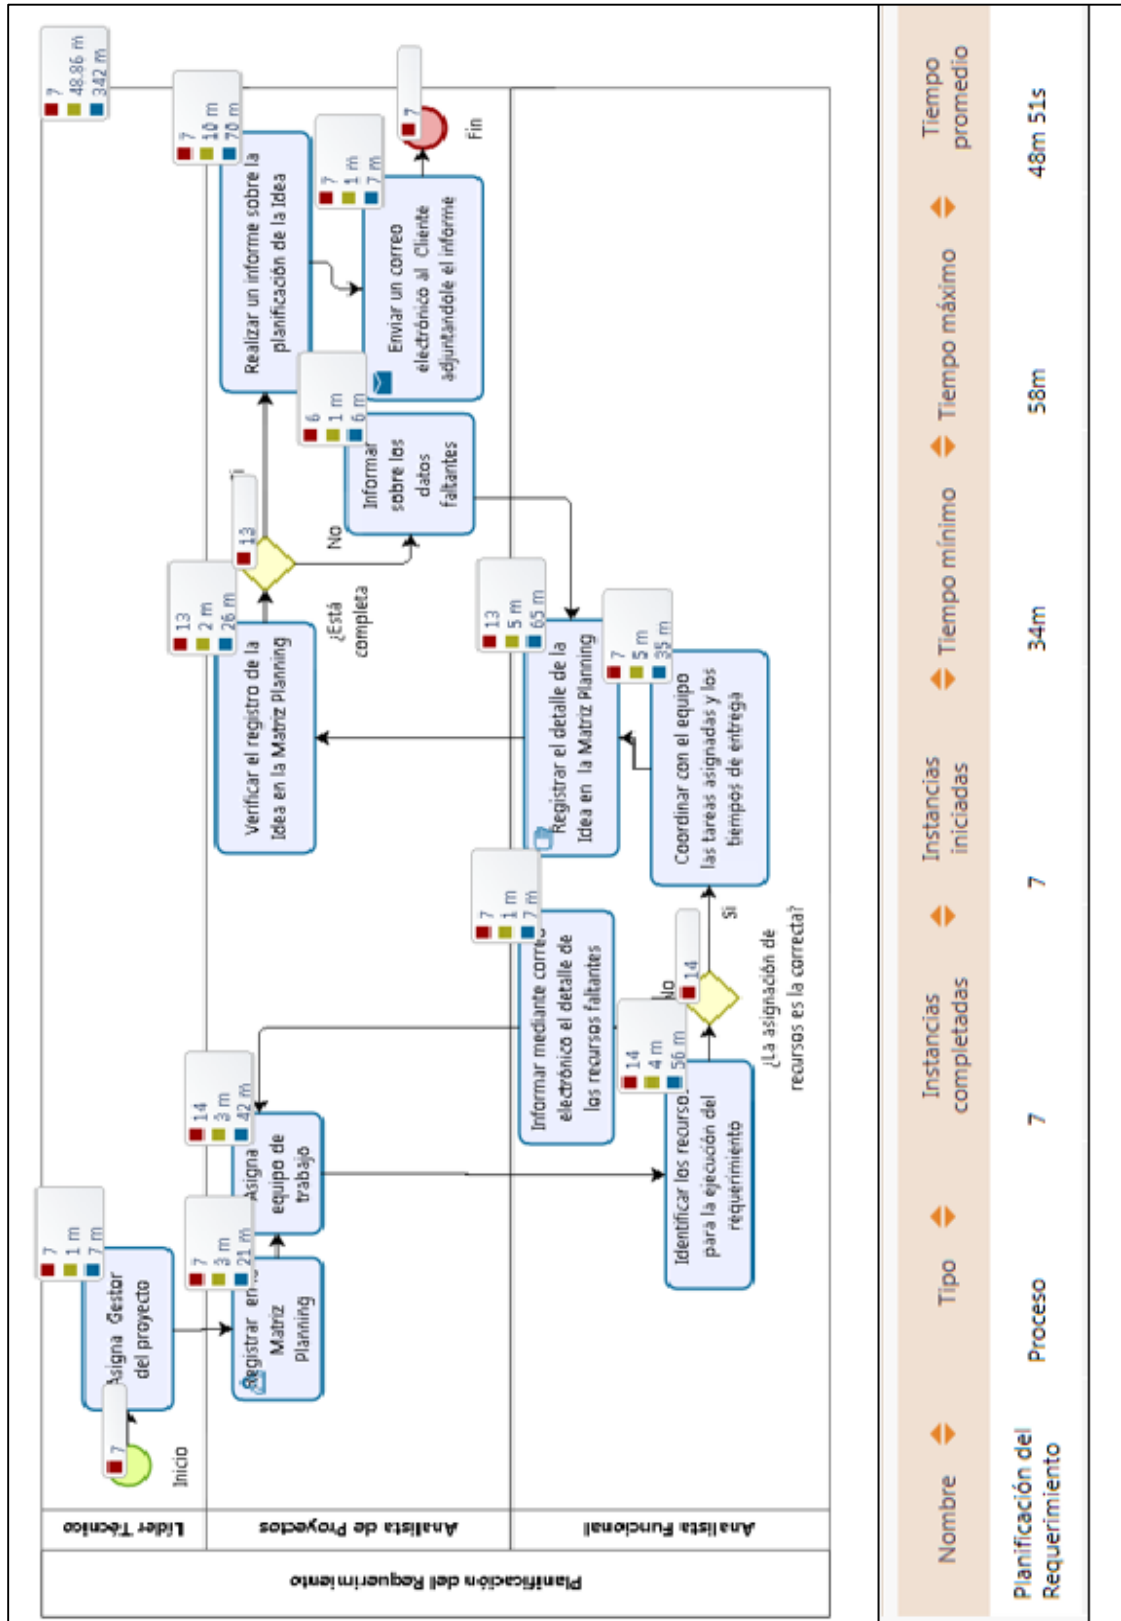 Planificación del Requerimiento
Líder Técnico
Analista de Proyectos
Analista Funcional
Inicio
7
Asigna Gestor
del proyecto
7
1 m
7 m
Registrar en la
Matriz
Planning
7
3 m
21 m
Asigna
equipo de
trabajo
14
3 m
42 m
Identificar los recursos
para la ejecución del
requerimiento
14
4 m
56 m
¿La asignación de
recursos es la correcta?
14
No
Si
Informar mediante correo
electrónico el detalle de
los recursos faltantes
7
1 m
7 m
Coordinar con el equipo
las tareas asignadas y los
tiempos de entrega
7
5 m
35 m
Registrar el detalle de la
Idea en la Matriz Planning
13
5 m
65 m
Verificar el registro de la
Idea en la Matriz Planning
13
2 m
26 m
¿Está
completa
13
No
Informar
sobre los
datos
faltantes
6
1 m
6 m
Realizar un informe sobre la
planificación de la Idea
7
10 m
70 m
Enviar un correo
electrónico al Cliente
adjuntándole el informe
7
1 m
7 m
7
Fin
7
48.86 m
342 m
Nombre Tipo Instancias completadas Instancias iniciadas Tiempo mínimo Tiempo máximo Tiempo promedio
Planificación del Requerimiento Proceso 7 7 34m 58m 48m 51s